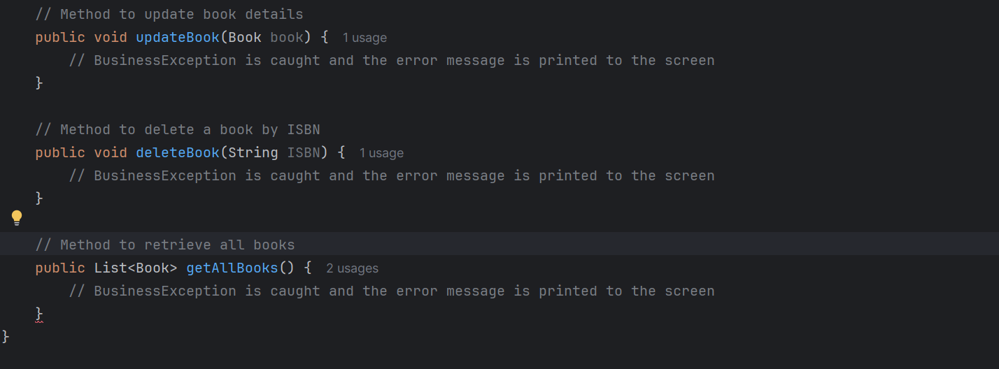 // Method to update book details
public void updateBook(Book book) { 1 usage
// BusinessException is caught and the error message is printed to the screen
}
// Method to delete a book by ISBN
public void deleteBook(String ISBN) { 1 usage
// BusinessException is caught and the error message is printed to the screen
}
// Method to retrieve all books
public List<Book> getAllBooks() { 2 usages
// BusinessException is caught and the error message is printed to the screen
}
}